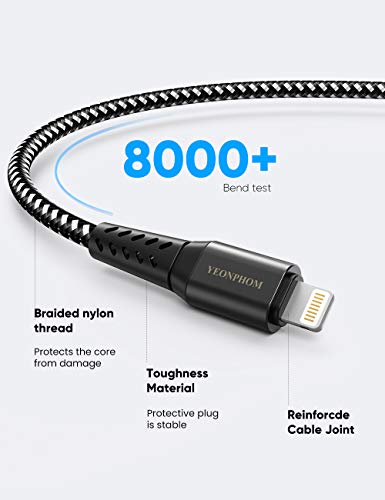 8000+
Bend test
YEONPHOM
Braided nylon
thread
Protects the core
from damage
Toughness
Material
Protective plug
is stable
Reinforcde
Cable Joint